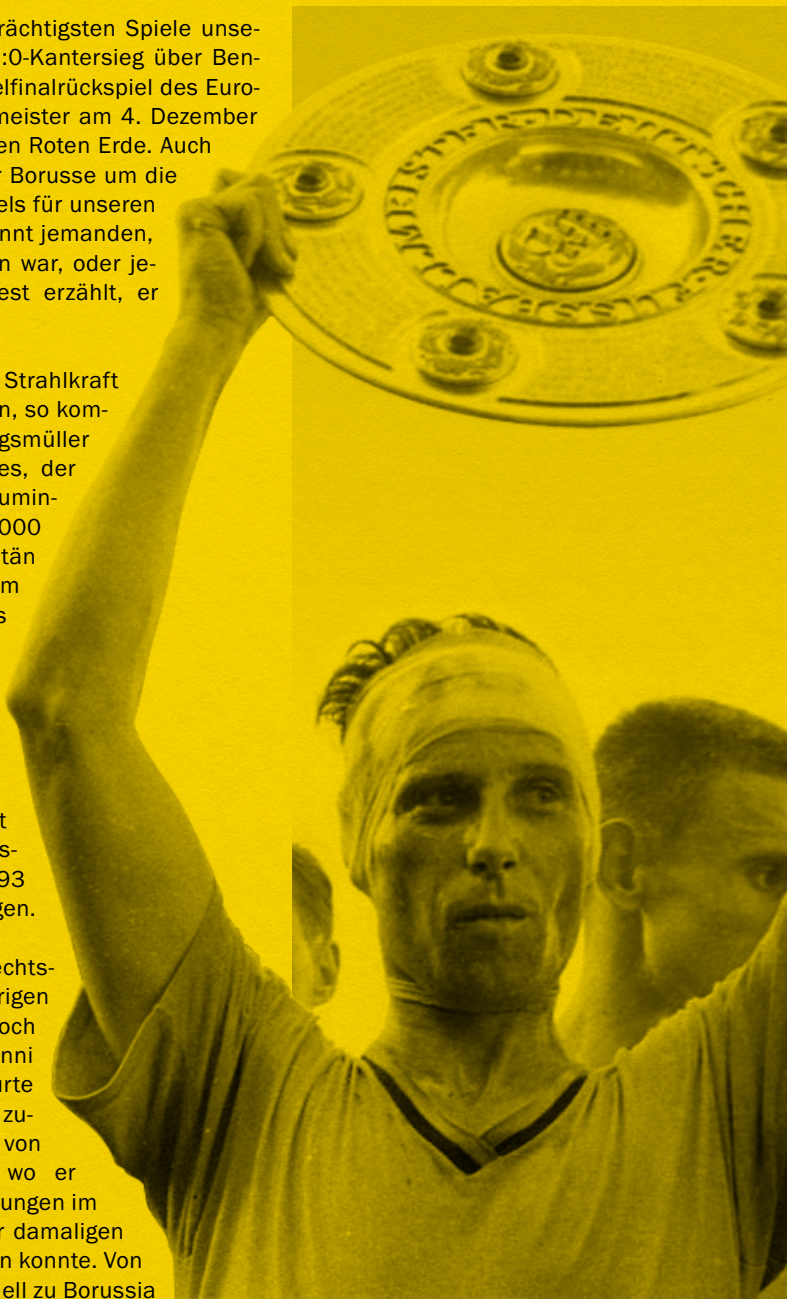 rächtigsten Spiele unse-
:0-Kantersieg über Ben-
elfinalrückspiel des Euro-
meister am 4. Dezember
en Roten Erde. Auch
r Borusse um die
els für unseren
nnt jemanden,
n war, oder je-
est erzählt, er
Strahlkraft
n, so kom-
gsmüller
es, der
umin-
000
tän
m
s
t
s-
93
gen.
echts-
rigen
och
nni
urte
zu-
von
wo er
ungen im
r damaligen
n konnte. Von
ell zu Borussia
MEISTER DEUTSCHER FUSSBALL